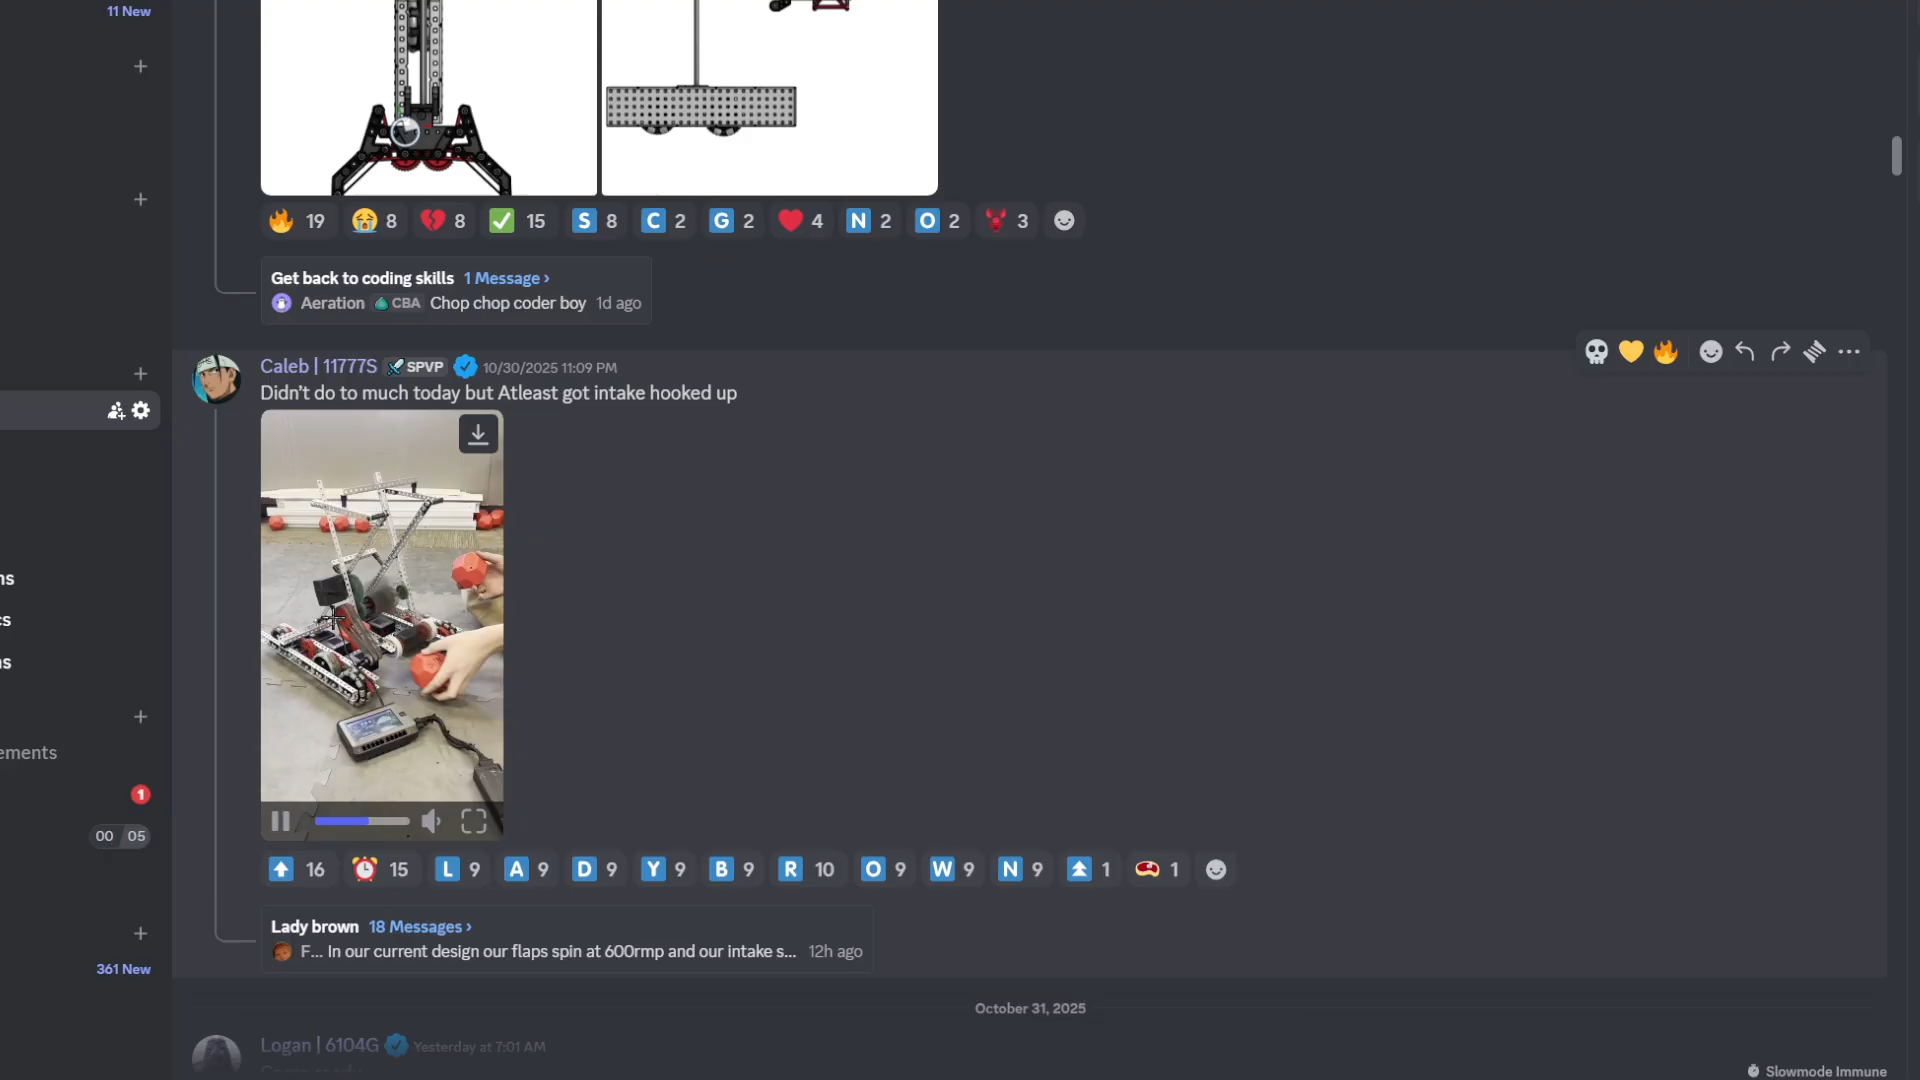 11 New
19 8 8 15 S 8 C 2 G 2 4 N 2 O 2 3
Get back to coding skills 1 Message ›
Aeration CBA Chop chop coder boy 1d ago
Caleb | 11777S SPVP 10/30/2025 11:09 PM
Didn't do to much today but Atleast got intake hooked up
ns
cs
ns
ements
1
00 / 05
16 15 L 9 A 9 D 9 Y 9 B 9 R 10 O 9 W 9 N 9 1 1
Lady brown 18 Messages ›
F... In our current design our flaps spin at 600rmp and our intake s... 12h ago
361 New
October 31, 2025
Logan | 6104G Yesterday at 7:01 AM
Slowmode Immune